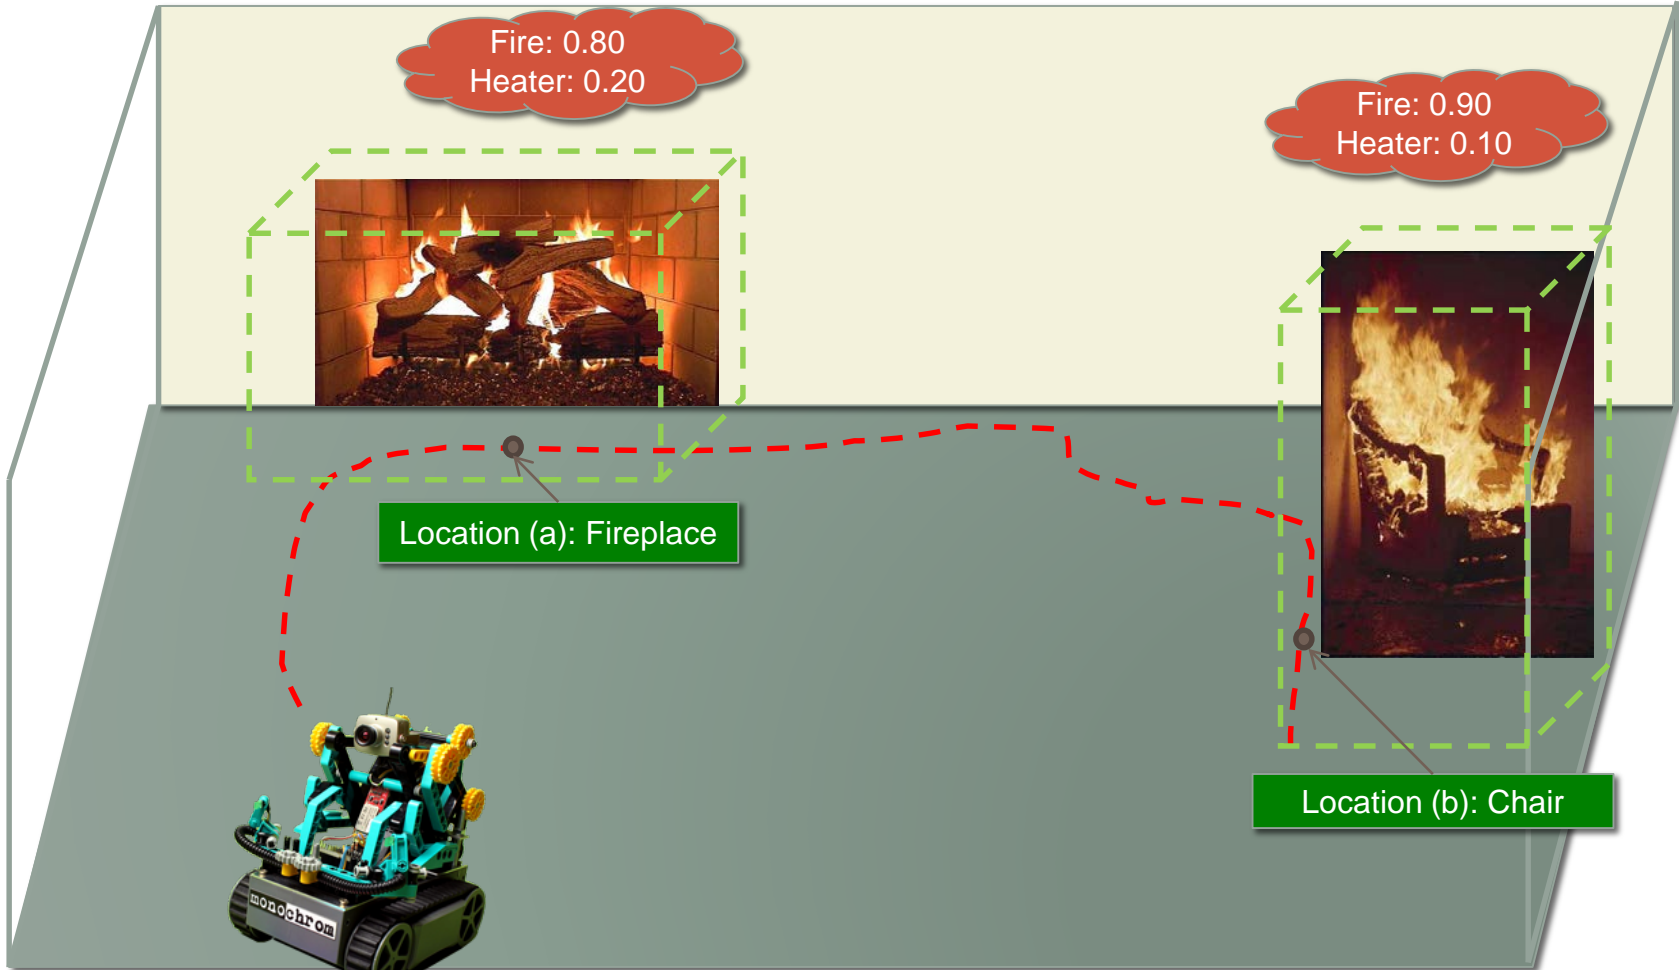 Fire: 0.80
Heater: 0.20
Fire: 0.90
Heater: 0.10
Location (a): Fireplace
Location (b): Chair
monochrom